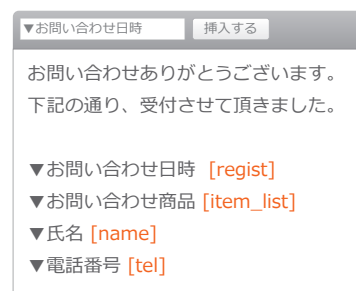 ▼お問い合わせ日時 挿入する
お問い合わせありがとうございます。
下記の通り、受付させて頂きました。
▼お問い合わせ日時 [regist]
▼お問い合わせ商品 [item_list]
▼氏名 [name]
▼電話番号 [tel]